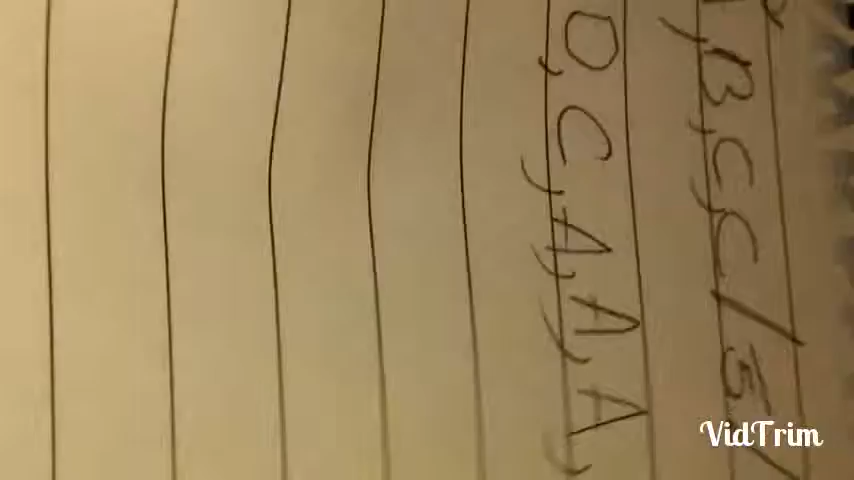 , B, C, C / 5 /
D, C, A, A, A,
VidTrim